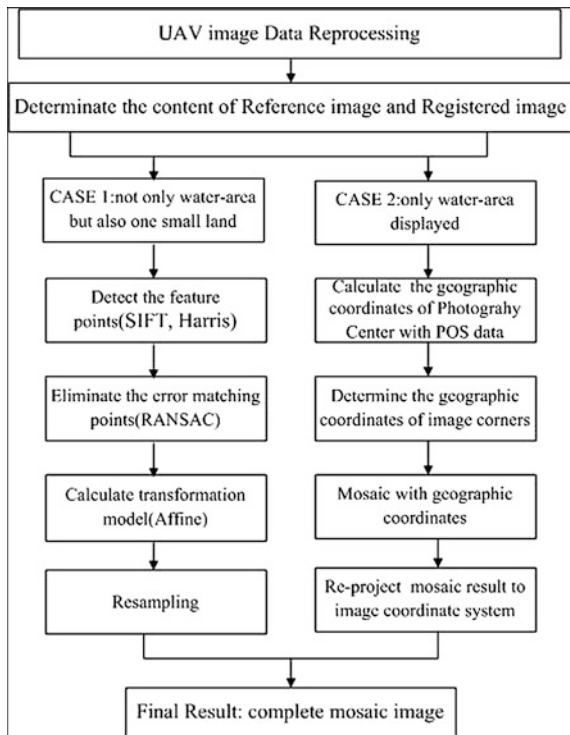 UAV image Data Reprocessing
Determinate the content of Reference image and Registered image
CASE 1:not only water-area
but also one small land
Detect the feature
points(SIFT, Harris)
Eliminate the error matching
points(RANSAC)
Calculate transformation
model(Affine)
Resampling
CASE 2:only water-area
displayed
Calculate the geographic
coordinates of Photograhy
Center with POS data
Determine the geographic
coordinates of image corners
Mosaic with geographic
coordinates
Re-project mosaic result to
image coordinate system
Final Result: complete mosaic image